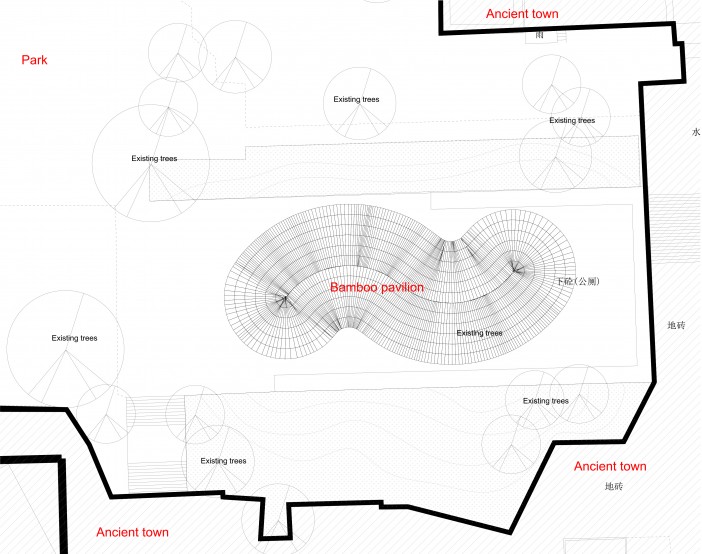 Ancient town
雨
Park
Existing trees
Existing trees
水
Existing trees
下砼(公厕)
Bamboo pavilion
地砖
Existing trees
Existing trees
Existing trees
Existing trees
Ancient town
地砖
Ancient town